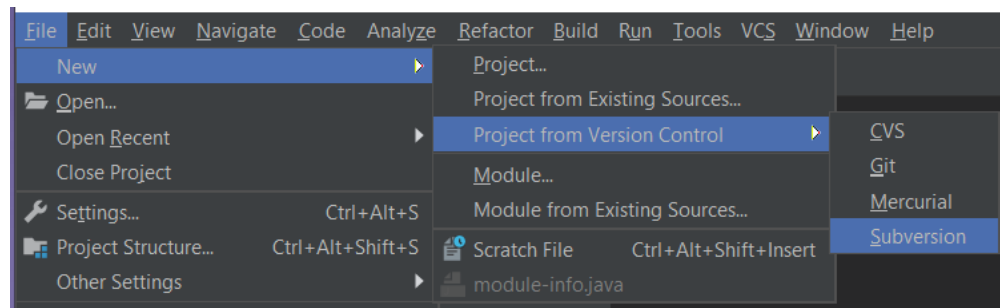 File Edit View Navigate Code Analyze Refactor Build Run Tools VCS Window Help
New
Open...
Open Recent
Close Project
Settings... Ctrl+Alt+S
Project Structure... Ctrl+Alt+Shift+S
Other Settings
Project...
Project from Existing Sources...
Project from Version Control
Module...
Module from Existing Sources...
Scratch File Ctrl+Alt+Shift+Insert
module-info.java
CVS
Git
Mercurial
Subversion